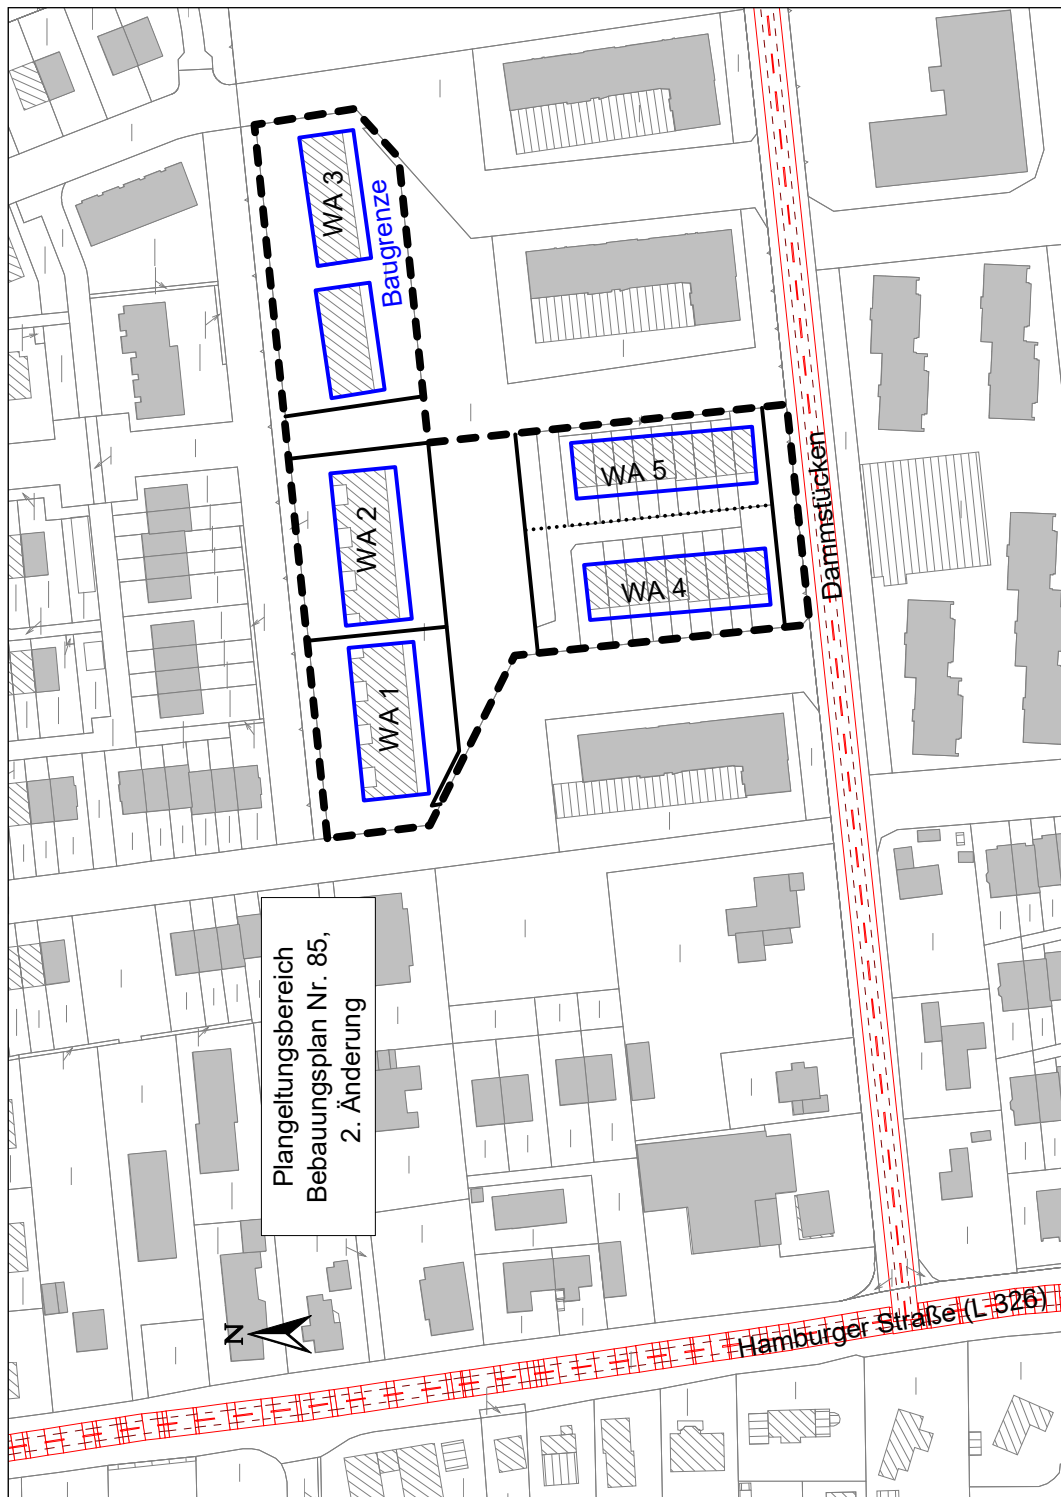 Plangeltungsbereich
Bebauungsplan Nr. 85,
2. Änderung
N
WA 1
WA 2
WA 3
Baugrenze
WA 4
WA 5
Dammstücken
Hamburger Straße (L 326)